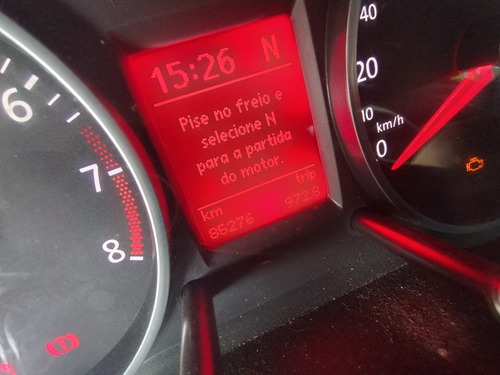 15:26 N
Pise no freio e
selecione N
para a partida
do motor.
km trip
85276 972.8
6
7
8
40
20
10
km/h
0